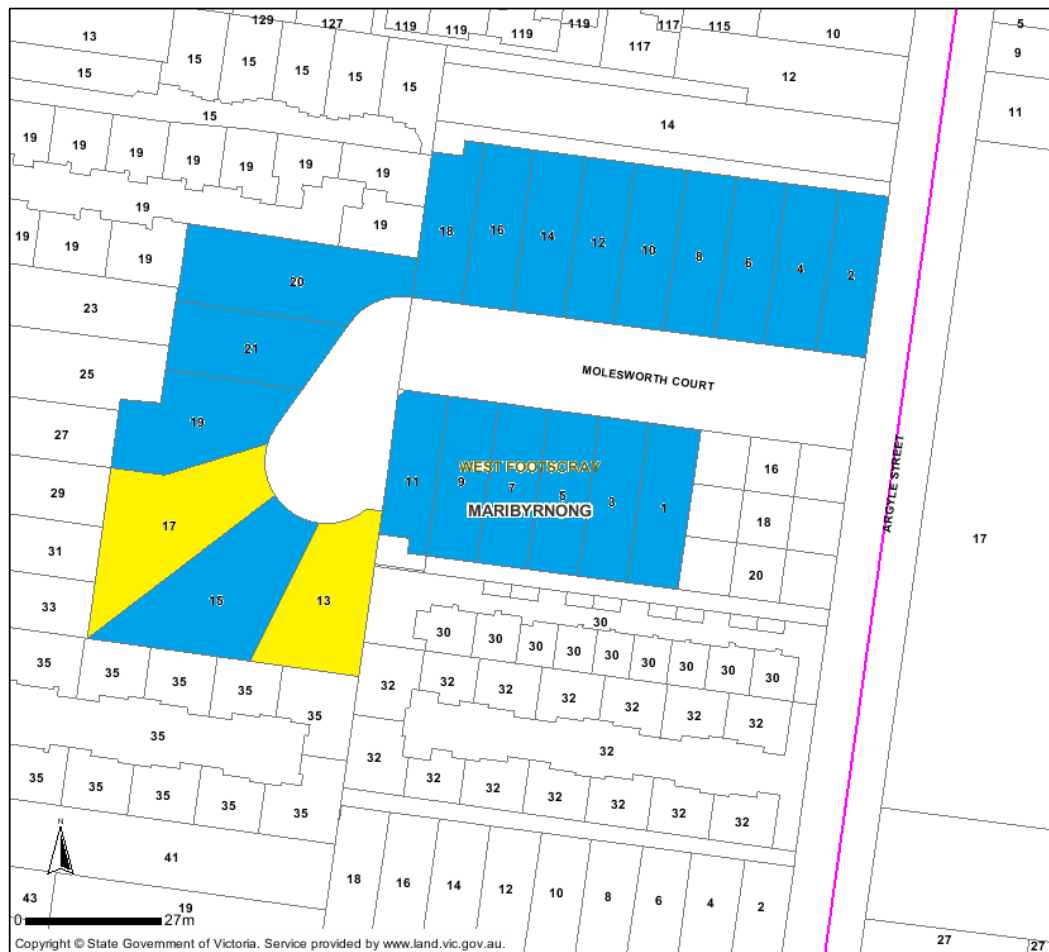 129 127 119 119 119 119 117 115 10 5
13 117 9
15 15 15 15 15 15 12
11
15 14
19 19 19 19 19 19 19
19 19
18 16 14 12 10 8 6 4 2
19 19 19
20
23
21
25
MOLESWORTH COURT
19
27
WEST FOOTSCRAY
11 9 7 5 3 1 16
MARIBYRNONG
ARGYLE STREET
29
17 18
17
31
20
15 13
33
30
30 30 30 30 30 30 30 30 30
35 35 35 35 35
32 32 32 32 32 32 32
35
32
32
35 35 35 35 35
32 32 32 32 32 32
41
18 16 14 12 10 8 6 4 2
43
19
N
0 27m
27 27
Copyright © State Government of Victoria. Service provided by www.land.vic.gov.au.